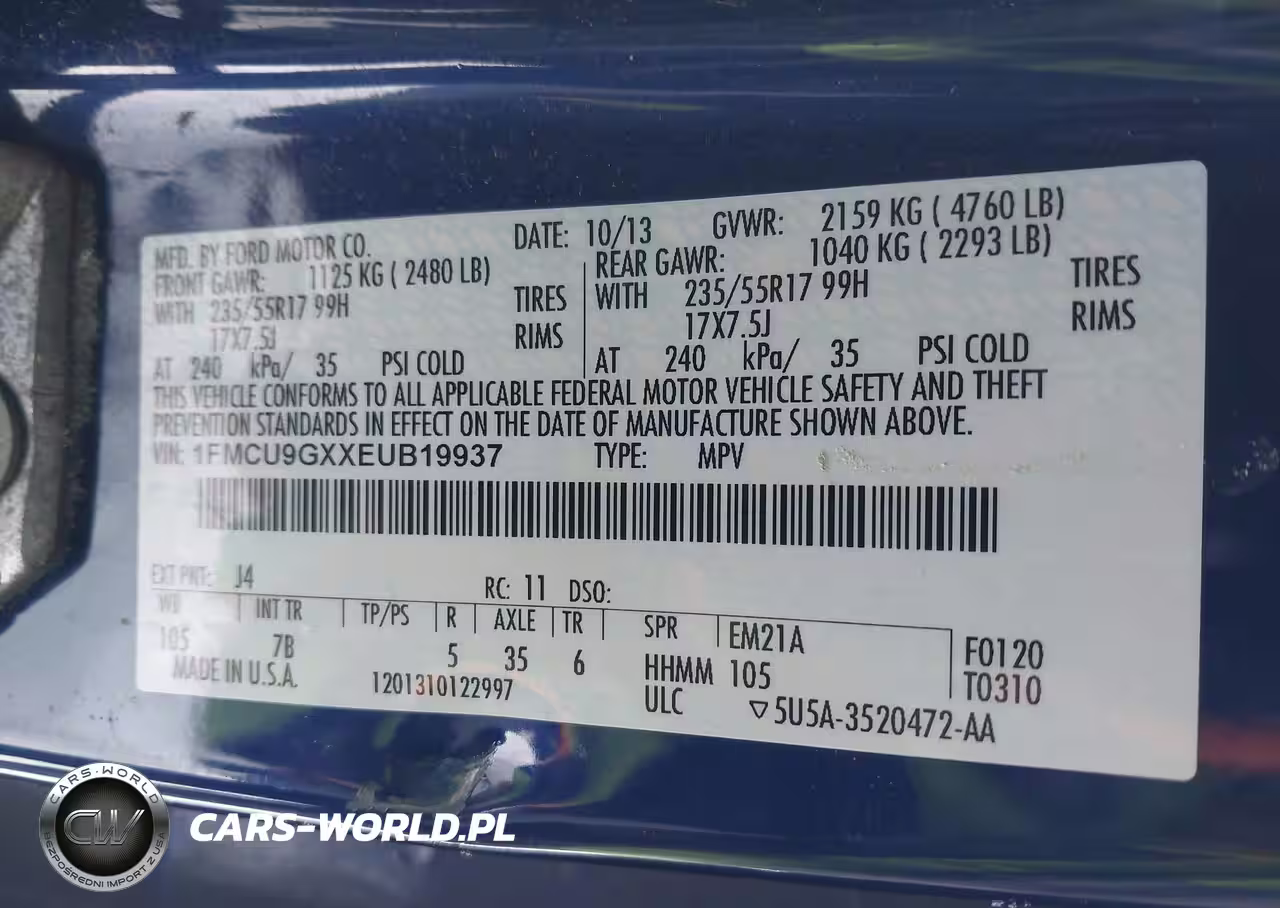 MFD. BY FORD MOTOR CO. DATE: 10/13 GVWR: 2159 KG ( 4760 LB)
FRONT GAWR: 1125 KG ( 2480 LB) REAR GAWR: 1040 KG ( 2293 LB)
WITH 235/55R17 99H TIRES WITH 235/55R17 99H TIRES
17X7.5J RIMS 17X7.5J RIMS
AT 240 kPa/ 35 PSI COLD AT 240 kPa/ 35 PSI COLD
THIS VEHICLE CONFORMS TO ALL APPLICABLE FEDERAL MOTOR VEHICLE SAFETY AND THEFT
PREVENTION STANDARDS IN EFFECT ON THE DATE OF MANUFACTURE SHOWN ABOVE.
VIN: 1FMCU9GXXEUB19937 TYPE: MPV
EXT PNT: J4 RC: 11 DSO:
WB INT TR TP/PS R AXLE TR SPR EM21A F0120
105 7B 5 35 6 HHMM 105 T0310
MADE IN U.S.A. 1201310122997 ULC ▽5U5A-3520472-AA
CARS-WORLD
CW
BEZPOŚREDNI IMPORT Z USA
CARS-WORLD.PL